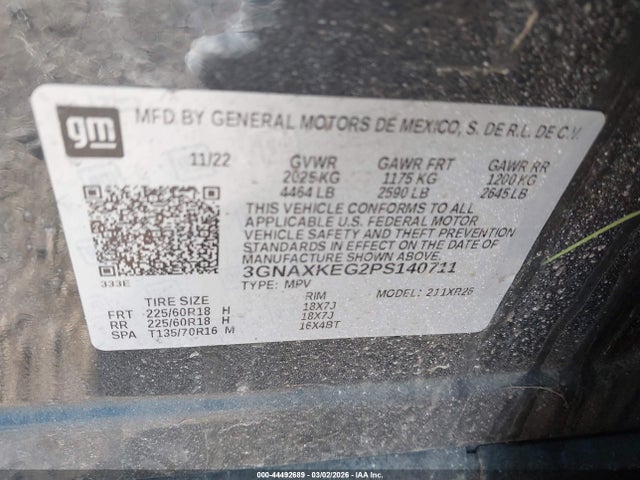 gm MFD BY GENERAL MOTORS DE MEXICO, S. DE R.L. DE C.V.
11/22 GVWR GAWR FRT GAWR RR
2025 KG 1175 KG 1200 KG
4464 LB 2590 LB 2645 LB
THIS VEHICLE CONFORMS TO ALL
APPLICABLE U.S. FEDERAL MOTOR
VEHICLE SAFETY AND THEFT PREVENTION
STANDARDS IN EFFECT ON THE DATE OF
MANUFACTURE SHOWN ABOVE.
3GNAXKEG2PS140711
333E TYPE: MPV MODEL: 211XR26
TIRE SIZE RIM
FRT 225/60R18 H 18X7J
RR 225/60R18 H 18X7J
SPA T135/70R16 M 16X4BT
000-44492689 - 03/02/2026 - IAA Inc.